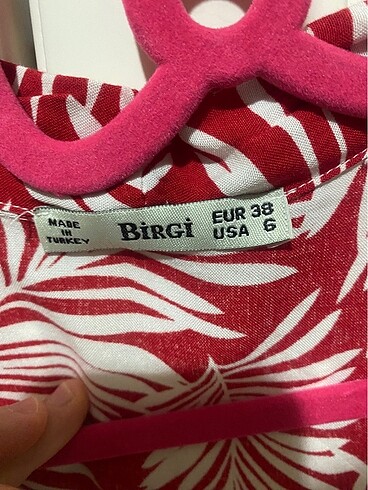 MADE
IN
TURKEY
BiRGi
EUR 38
USA 6